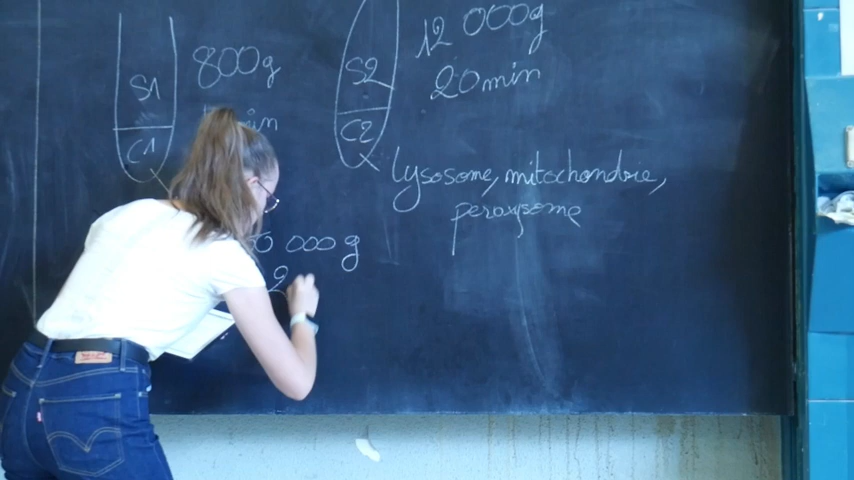 S1
800g
C1
S2
12 000g
20min
C2
lysosome, mitochondrie,
peroxysome
000 g